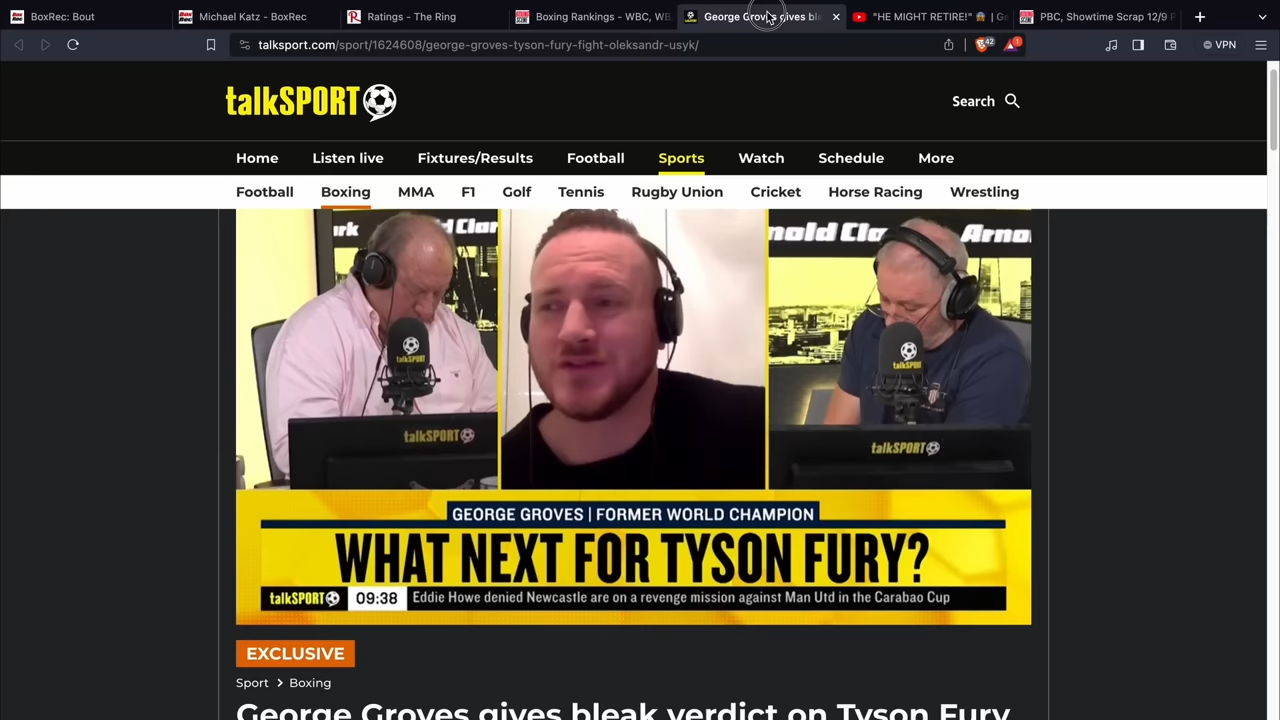 BoxRec: Bout
Michael Katz - BoxRec
Ratings - The Ring
Boxing Rankings - WBC, WB
George Groves gives ble
"HE MIGHT RETIRE!" 😱 | Ge
PBC, Showtime Scrap 12/9 P
talksport.com/sport/1624608/george-groves-tyson-fury-fight-oleksandr-usyk/
42
1
VPN
talkSPORT
Search
Home Listen live Fixtures/Results Football Sports Watch Schedule More
Football Boxing MMA F1 Golf Tennis Rugby Union Cricket Horse Racing Wrestling
talkSPORT
talkSPORT
talkSPORT
talkSPORT
GEORGE GROVES | FORMER WORLD CHAMPION
WHAT NEXT FOR TYSON FURY?
talkSPORT 09:38 Eddie Howe denied Newcastle are on a revenge mission against Man Utd in the Carabao Cup
EXCLUSIVE
Sport > Boxing
George Groves gives bleak verdict on Tyson Fury